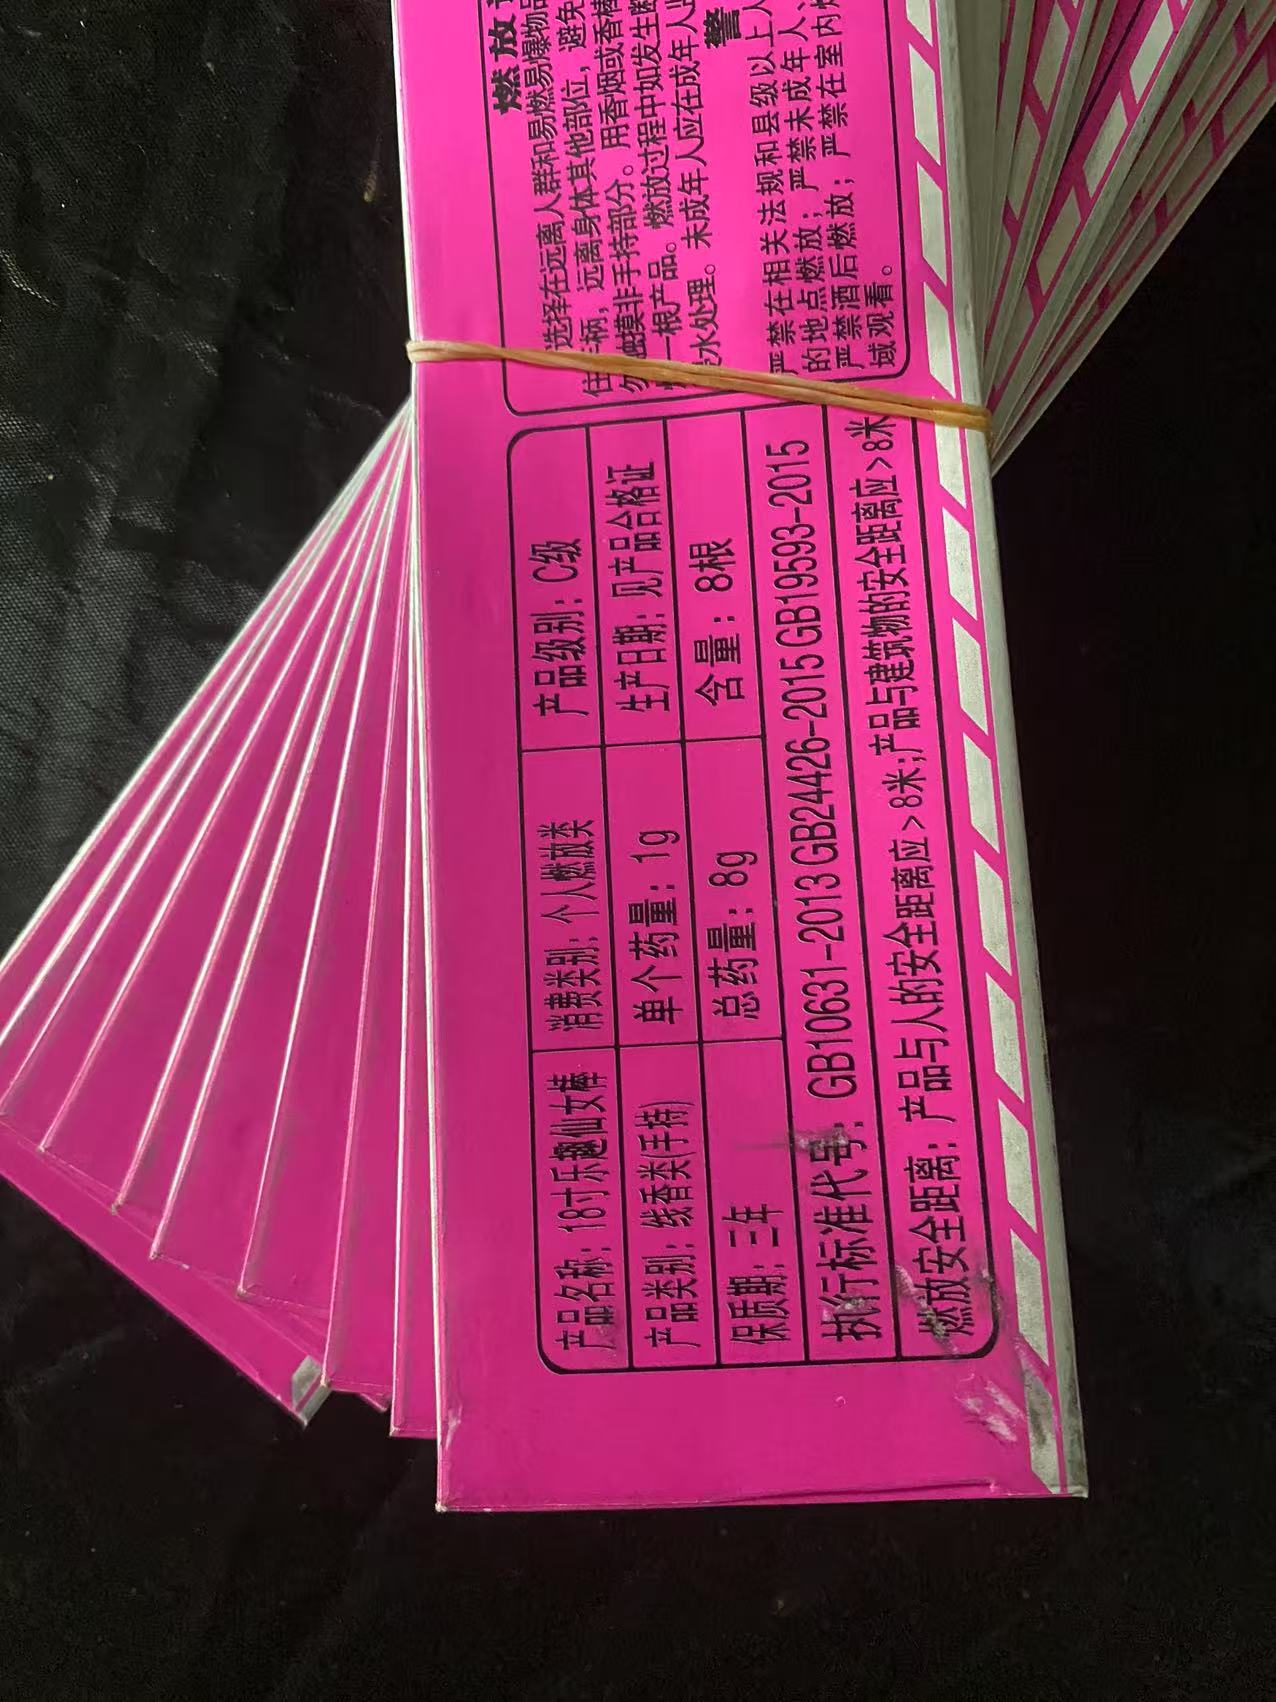 产品名称：18寸乐趣仙女棒 消费类别：个人燃放类 产品级别：C级
产品类别：线香类(手持) 单个药量：1g 生产日期：见产品合格证
保质期：三年 总药量：8g 含量：8根
执行标准代号：GB10631-2013 GB24426-2015 GB19593-2015
燃放安全距离：产品与人的安全距离应>8米;产品与建筑物的安全距离应>8米
燃放
选择在远离人群和易燃易爆物品
住手柄，远离身体其他部位，避免
勿触摸非手持部分。用香烟或香棒
一根产品。燃放过程中如发生断
水处理。未成年人应在成年人
警
严禁在相关法规和县级以上人
的地点燃放；严禁未成年人、
严禁酒后燃放；严禁在室内
域观看。